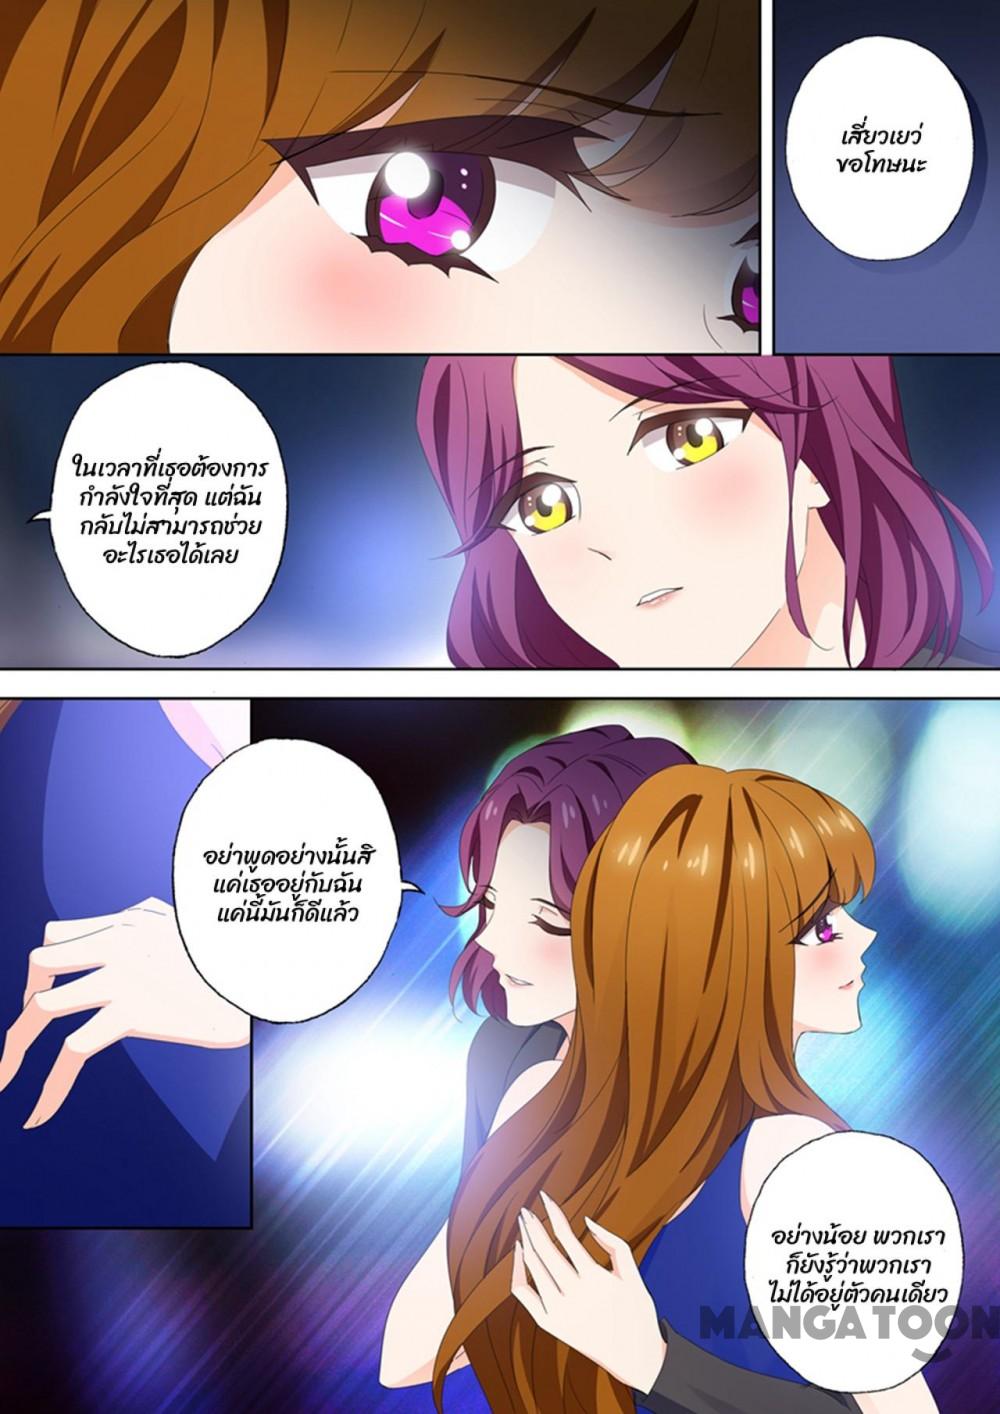 เสี่ยวเยว่
ขอโทษนะ
ในเวลาที่เธอต้องการ
กำลังใจที่สุด แต่ฉัน
กลับไม่สามารถช่วย
อะไรเธอได้เลย
อย่าพูดอย่างนั้นสิ
แค่เธออยู่กับฉัน
แค่นี้มันก็ดีแล้ว
อย่างน้อย พวกเรา
ก็ยังรู้ว่าพวกเรา
ไม่ได้อยู่ตัวคนเดียว
MANGATOON